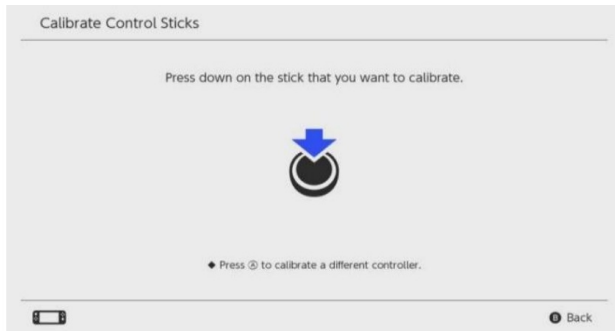 Calibrate Control Sticks
Press down on the stick that you want to calibrate.
◆ Press Ⓐ to calibrate a different controller.
Ⓑ Back